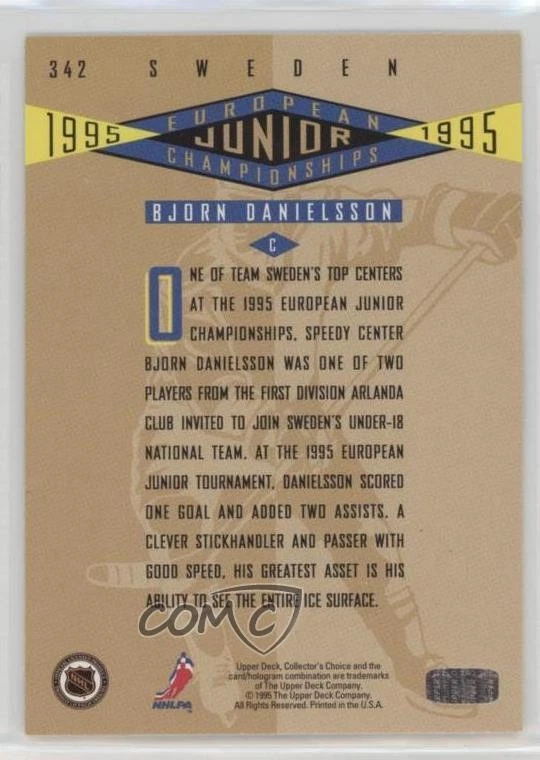 342 SWEDEN
1995 EUROPEAN JUNIOR CHAMPIONSHIPS 1995
BJORN DANIELSSON
C
ONE OF TEAM SWEDEN'S TOP CENTERS
AT THE 1995 EUROPEAN JUNIOR
CHAMPIONSHIPS, SPEEDY CENTER
BJORN DANIELSSON WAS ONE OF TWO
PLAYERS FROM THE FIRST DIVISION ARLANDA
CLUB INVITED TO JOIN SWEDEN'S UNDER-18
NATIONAL TEAM. AT THE 1995 EUROPEAN
JUNIOR TOURNAMENT, DANIELSSON SCORED
ONE GOAL AND ADDED TWO ASSISTS. A
CLEVER STICKHANDLER AND PASSER WITH
GOOD SPEED, HIS GREATEST ASSET IS HIS
ABILITY TO SEE THE ENTIRE ICE SURFACE.
COMC
NHL
NHLPA
Upper Deck, Collector's Choice and the
card/hologram combination are trademarks
of The Upper Deck Company.
© 1995 The Upper Deck Company.
All Rights Reserved. Printed in the U.S.A.